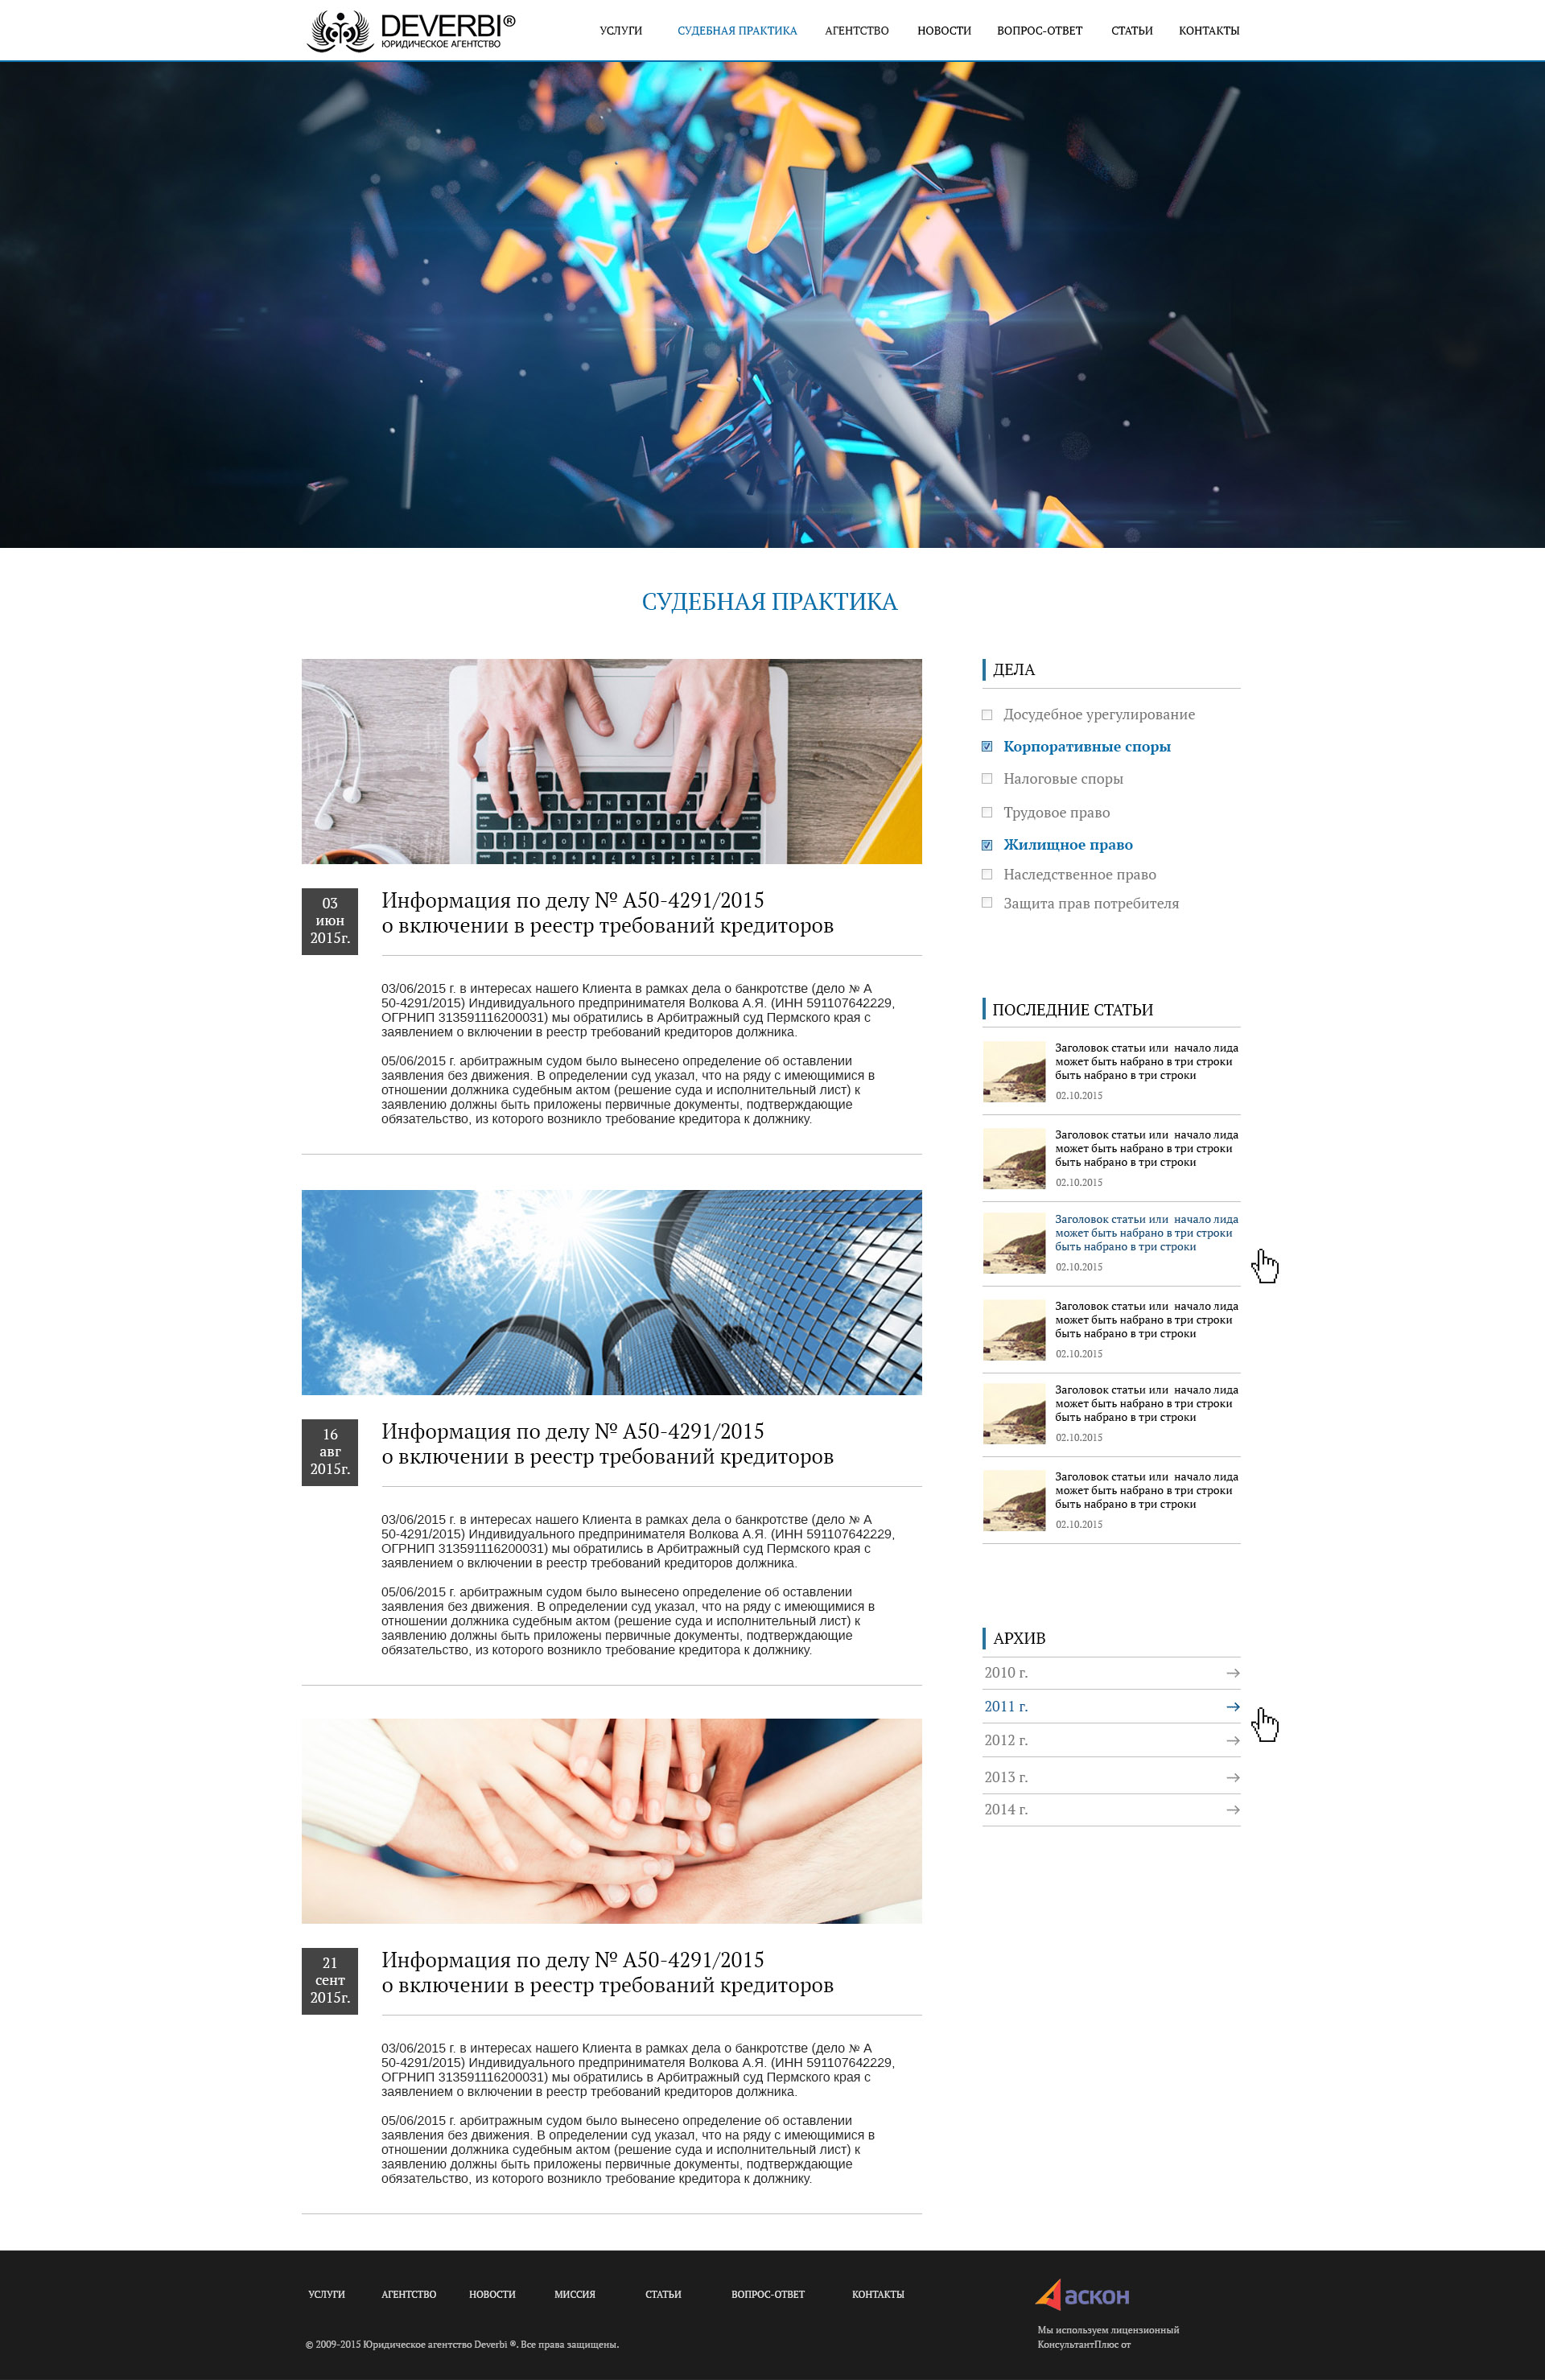 DEVERBI®
ЮРИДИЧЕСКОЕ АГЕНТСТВО
УСЛУГИ СУДЕБНАЯ ПРАКТИКА АГЕНТСТВО НОВОСТИ ВОПРОС-ОТВЕТ СТАТЬИ КОНТАКТЫ
СУДЕБНАЯ ПРАКТИКА
03
июн
2015г.
Информация по делу № А50-4291/2015
о включении в реестр требований кредиторов
03/06/2015 г. в интересах нашего Клиента в рамках дела о банкротстве (дело № А
50-4291/2015) Индивидуального предпринимателя Волкова А.Я. (ИНН 591107642229,
ОГРНИП 313591116200031) мы обратились в Арбитражный суд Пермского края с
заявлением о включении в реестр требований кредиторов должника.
05/06/2015 г. арбитражным судом было вынесено определение об оставлении
заявления без движения. В определении суд указал, что на ряду с имеющимися в
отношении должника судебным актом (решение суда и исполнительный лист) к
заявлению должны быть приложены первичные документы, подтверждающие
обязательство, из которого возникло требование кредитора к должнику.
16
авг
2015г.
Информация по делу № А50-4291/2015
о включении в реестр требований кредиторов
03/06/2015 г. в интересах нашего Клиента в рамках дела о банкротстве (дело № А
50-4291/2015) Индивидуального предпринимателя Волкова А.Я. (ИНН 591107642229,
ОГРНИП 313591116200031) мы обратились в Арбитражный суд Пермского края с
заявлением о включении в реестр требований кредиторов должника.
05/06/2015 г. арбитражным судом было вынесено определение об оставлении
заявления без движения. В определении суд указал, что на ряду с имеющимися в
отношении должника судебным актом (решение суда и исполнительный лист) к
заявлению должны быть приложены первичные документы, подтверждающие
обязательство, из которого возникло требование кредитора к должнику.
21
сент
2015г.
Информация по делу № А50-4291/2015
о включении в реестр требований кредиторов
03/06/2015 г. в интересах нашего Клиента в рамках дела о банкротстве (дело № А
50-4291/2015) Индивидуального предпринимателя Волкова А.Я. (ИНН 591107642229,
ОГРНИП 313591116200031) мы обратились в Арбитражный суд Пермского края с
заявлением о включении в реестр требований кредиторов должника.
05/06/2015 г. арбитражным судом было вынесено определение об оставлении
заявления без движения. В определении суд указал, что на ряду с имеющимися в
отношении должника судебным актом (решение суда и исполнительный лист) к
заявлению должны быть приложены первичные документы, подтверждающие
обязательство, из которого возникло требование кредитора к должнику.
ДЕЛА
Досудебное урегулирование
Корпоративные споры
Налоговые споры
Трудовое право
Жилищное право
Наследственное право
Защита прав потребителя
ПОСЛЕДНИЕ СТАТЬИ
Заголовок статьи или начало лида
может быть набрано в три строки
быть набрано в три строки
02.10.2015
Заголовок статьи или начало лида
может быть набрано в три строки
быть набрано в три строки
02.10.2015
Заголовок статьи или начало лида
может быть набрано в три строки
быть набрано в три строки
02.10.2015
Заголовок статьи или начало лида
может быть набрано в три строки
быть набрано в три строки
02.10.2015
Заголовок статьи или начало лида
может быть набрано в три строки
быть набрано в три строки
02.10.2015
Заголовок статьи или начало лида
может быть набрано в три строки
быть набрано в три строки
02.10.2015
АРХИВ
2010 г.
2011 г.
2012 г.
2013 г.
2014 г.
УСЛУГИ АГЕНТСТВО НОВОСТИ МИССИЯ СТАТЬИ ВОПРОС-ОТВЕТ КОНТАКТЫ
© 2009-2015 Юридическое агентство Deverbi ®. Все права защищены.
аскон
Мы используем лицензионный
КонсультантПлюс от